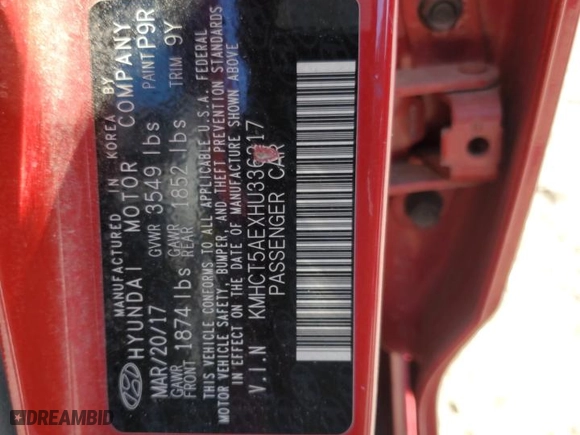 MANUFACTURED IN KOREA BY
HYUNDAI MOTOR COMPANY
MAR/20/17 GVWR 3549 lbs PAINT P9R
GAWR FRONT 1874 lbs GAWR REAR 1852 lbs TRIM 9Y
THIS VEHICLE CONFORMS TO ALL APPLICABLE U.S.A. FEDERAL
MOTOR VEHICLE SAFETY, BUMPER, AND THEFT PREVENTION STANDARDS
IN EFFECT ON THE DATE OF MANUFACTURE SHOWN ABOVE
V.I.N
PASSENGER CAR
DREAMBID